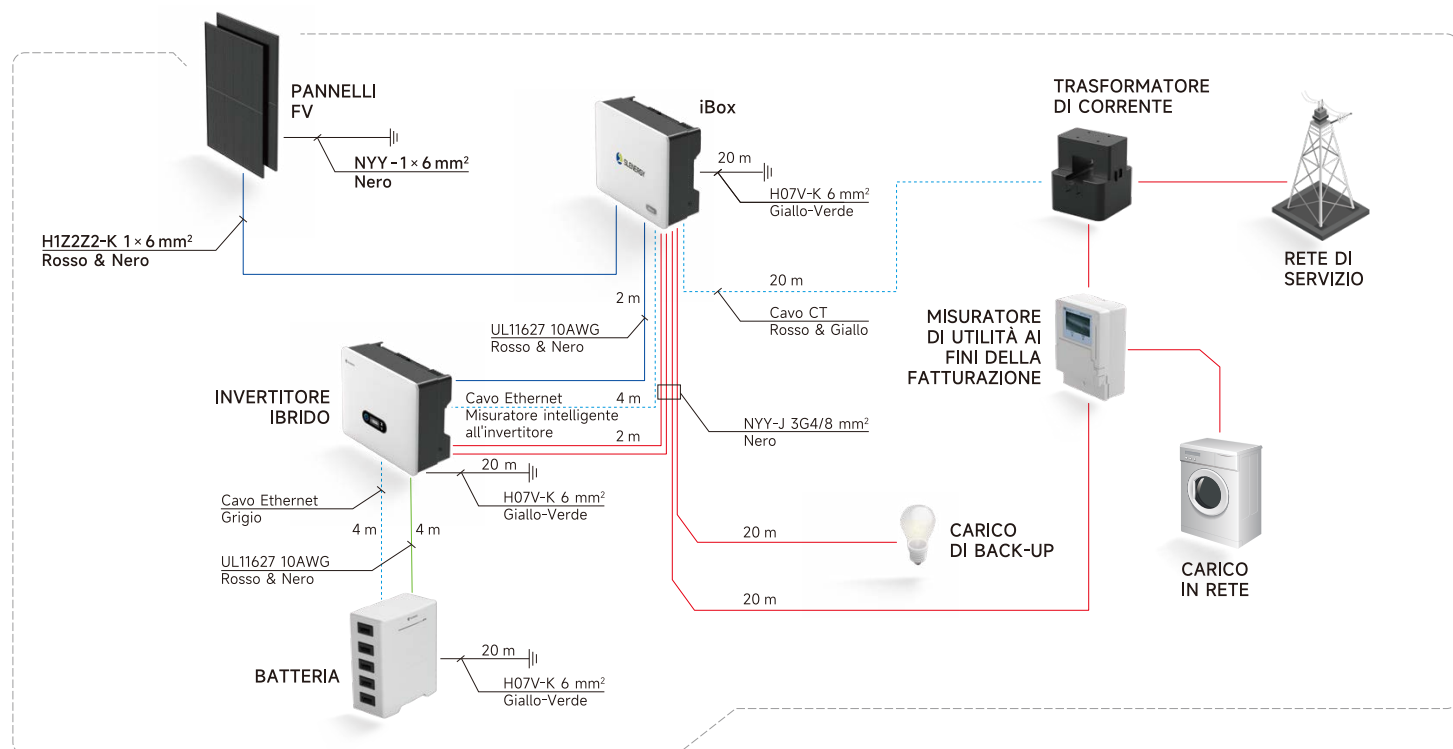 PANNELLI
FV
NYY - 1 × 6 mm²
Nero
H1Z2Z2-K 1 × 6 mm²
Rosso & Nero
iBox
SLENERGY
20 m
H07V-K 6 mm²
Giallo-Verde
TRASFORMATORE
DI CORRENTE
RETE DI
SERVIZIO
20 m
Cavo CT
Rosso & Giallo
2 m
UL11627 10AWG
Rosso & Nero
MISURATORE
DI UTILITÀ AI
FINI DELLA
FATTURAZIONE
INVERTITORE
IBRIDO
Cavo Ethernet
4 m
Misuratore intelligente
all'invertitore
2 m
NYY-J 3G4/8 mm²
Nero
20 m
H07V-K 6 mm²
Giallo-Verde
Cavo Ethernet
Grigio
4 m
4 m
UL11627 10AWG
Rosso & Nero
20 m
CARICO
DI BACK-UP
CARICO
IN RETE
20 m
BATTERIA
20 m
H07V-K 6 mm²
Giallo-Verde